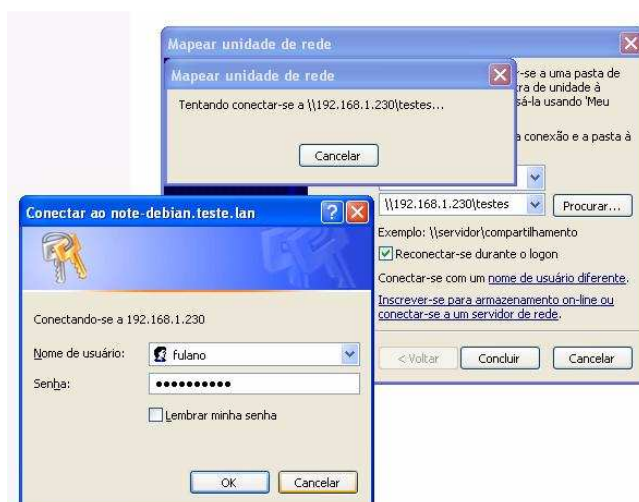 Mapear unidade de rede
Mapear unidade de rede
Tentando conectar-se a \\192.168.1.230\testes...
Cancelar
-se a uma pasta de
tra de unidade à
sá-la usando 'Meu
a conexão e a pasta à
\\192.168.1.230\testes
Procurar...
Exemplo: \\servidor\compartilhamento
Reconectar-se durante o logon
Conectar-se com um nome de usuário diferente.
Inscrever-se para armazenamento on-line ou
conectar-se a um servidor de rede.
< Voltar Concluir Cancelar
Conectar ao note-debian.teste.lan
Conectando-se a 192.168.1.230
Nome de usuário: fulano
Senha: ••••••••••
Lembrar minha senha
OK Cancelar